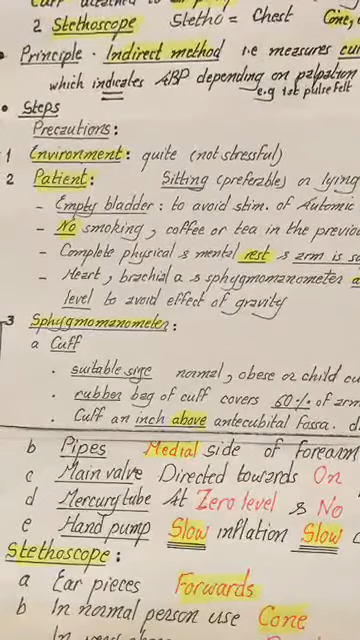 2 Stethoscope Stetho = Chest Cone,
• Principle . Indirect method i.e measures
which indicates ABP depending on palpation
e.g 1st pulse felt
• Steps
Precautions:
1 Environment: quite (not stressful)
2 Patient: Sitting (preferable) or lying
- Empty bladder: to avoid stim. of Autonomic
- No smoking, coffee or tea in the previou
- Complete physical & mental rest & arm is
- Heart, brachial a & sphygmomanometer
level to avoid effect of gravity
3 Sphygmomanometer:
a Cuff
. suitable size normal, obese or child cu
. rubber bag of cuff covers 60% of arm
. Cuff an inch above antecubital fossa.
b Pipes Medial side of forearm
c Main valve Directed towards On
d Mercury tube At Zero level & No
e Hand pump Slow inflation Slow
Stethoscope:
a Ear pieces Forwards
b In normal person use Cone